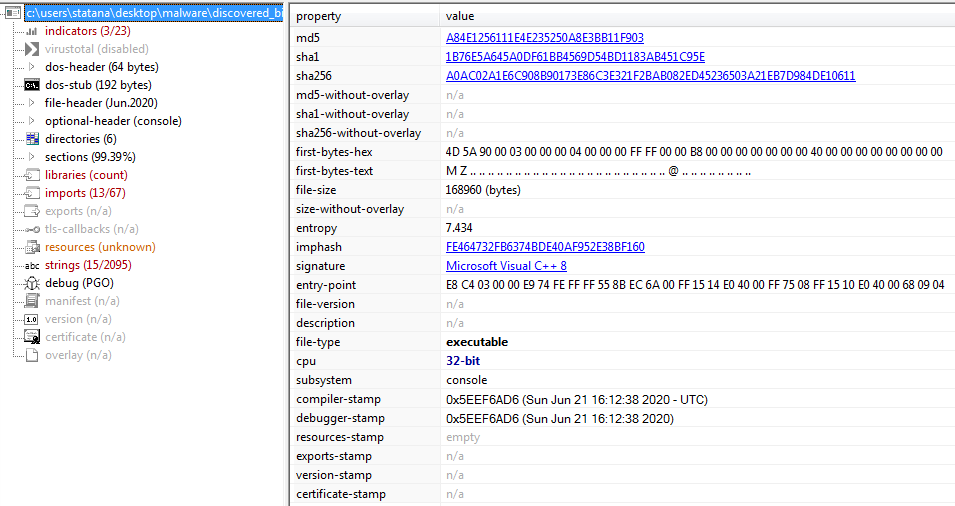 c:\users\statana\desktop\malware\discovered_bi
indicators (3/23)
virustotal (disabled)
dos-header (64 bytes)
dos-stub (192 bytes)
file-header (Jun.2020)
optional-header (console)
directories (6)
sections (99.39%)
libraries (count)
imports (13/67)
exports (n/a)
tls-callbacks (n/a)
resources (unknown)
abc strings (15/2095)
debug (PGO)
manifest (n/a)
1.0 version (n/a)
certificate (n/a)
overlay (n/a)
property value
md5 A84E1256111E4E235250A8E3BB11F903
sha1 1B76E5A645A0DF61BB4569D54BD1183AB451C95E
sha256 A0AC02A1E6C908B90173E86C3E321F2BAB082ED45236503A21EB7D984DE10611
md5-without-overlay n/a
sha1-without-overlay n/a
sha256-without-overlay n/a
first-bytes-hex 4D 5A 90 00 03 00 00 00 04 00 00 00 FF FF 00 00 B8 00 00 00 00 00 00 00 40 00 00 00 00 00 00 00
first-bytes-text M Z .. .. .. .. .. .. .. .. .. .. .. .. .. .. .. .. .. .. .. .. .. .. @ .. .. .. .. .. .. ..
file-size 168960 (bytes)
size-without-overlay n/a
entropy 7.434
imphash FE464732FB6374BDE40AF952E38BF160
signature Microsoft Visual C++ 8
entry-point E8 C4 03 00 00 E9 74 FE FF FF 55 8B EC 6A 00 FF 15 14 E0 40 00 FF 75 08 FF 15 10 E0 40 00 68 09 04
file-version n/a
description n/a
file-type executable
cpu 32-bit
subsystem console
compiler-stamp 0x5EEF6AD6 (Sun Jun 21 16:12:38 2020 - UTC)
debugger-stamp 0x5EEF6AD6 (Sun Jun 21 16:12:38 2020)
resources-stamp empty
exports-stamp n/a
version-stamp n/a
certificate-stamp n/a